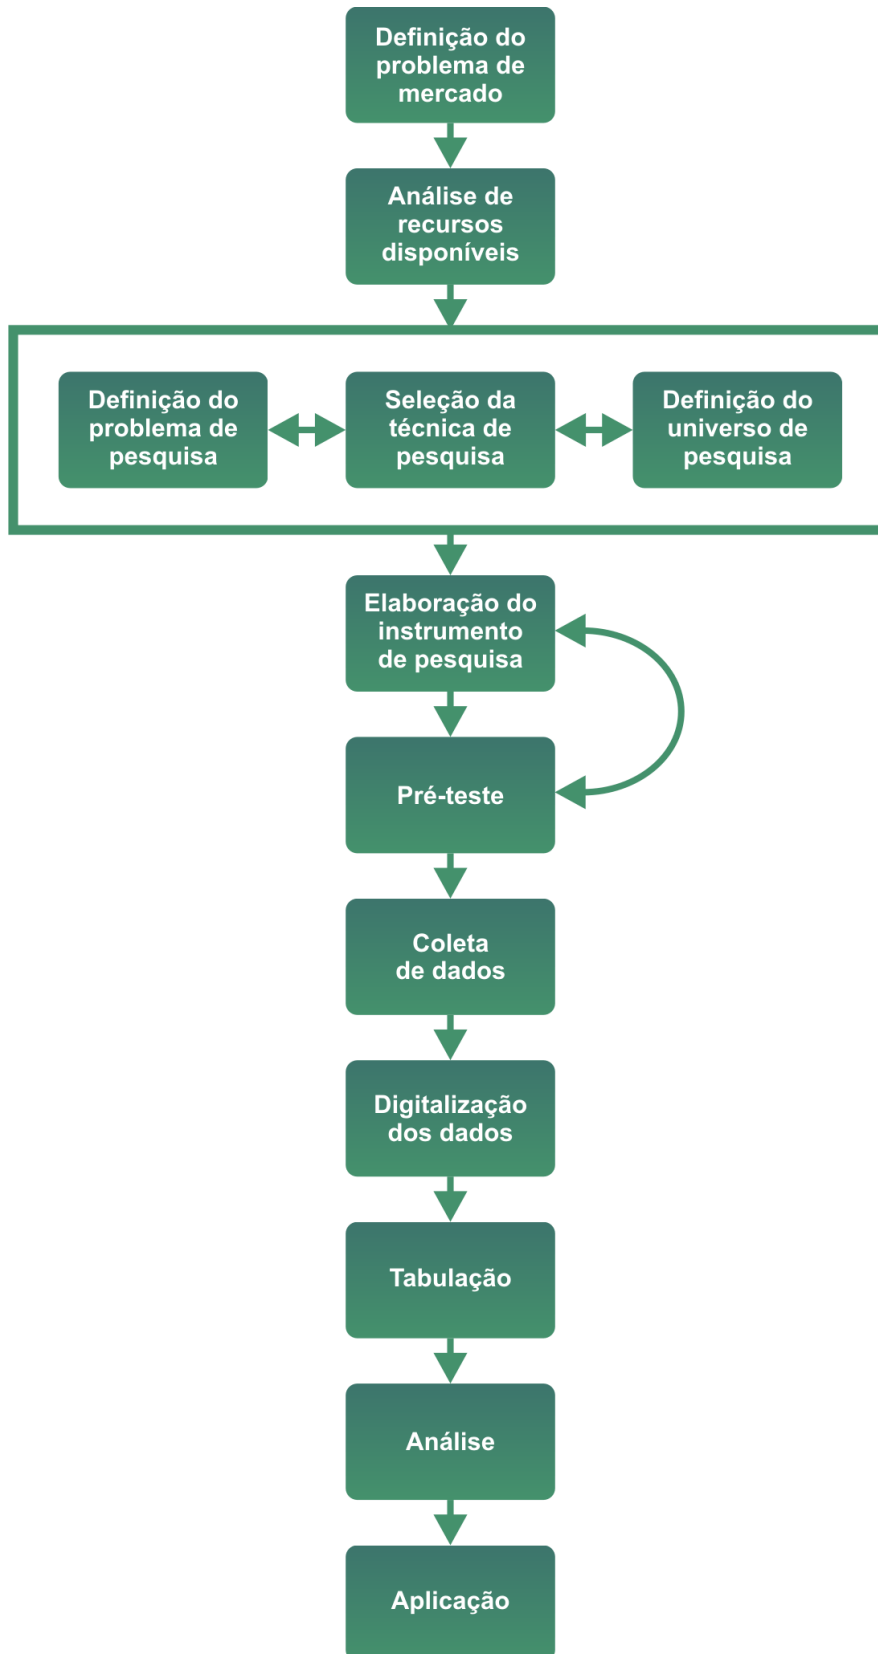 Definição do
problema de
mercado
Análise de
recursos
disponíveis
Definição do
problema de
pesquisa
Seleção da
técnica de
pesquisa
Definição do
universo de
pesquisa
Elaboração do
instrumento
de pesquisa
Pré-teste
Coleta
de dados
Digitalização
dos dados
Tabulação
Análise
Aplicação